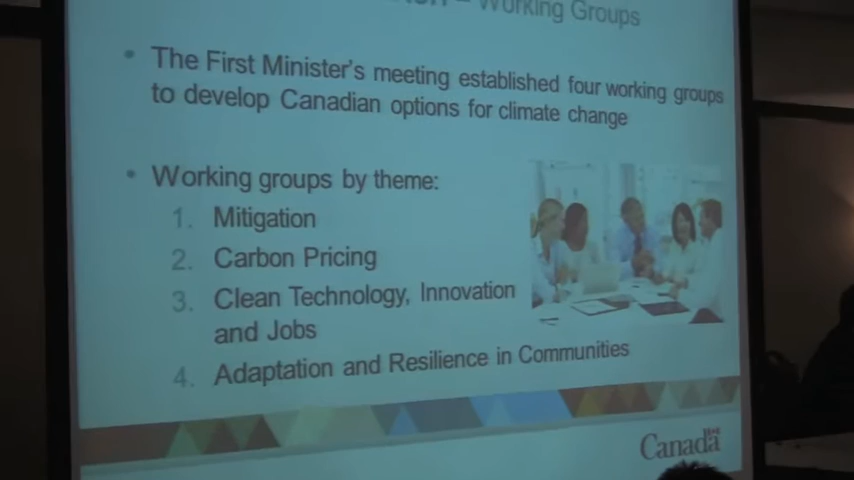 – Working Groups
• The First Minister's meeting established four working groups
to develop Canadian options for climate change
• Working groups by theme:
1. Mitigation
2. Carbon Pricing
3. Clean Technology, Innovation
and Jobs
4. Adaptation and Resilience in Communities
Canada